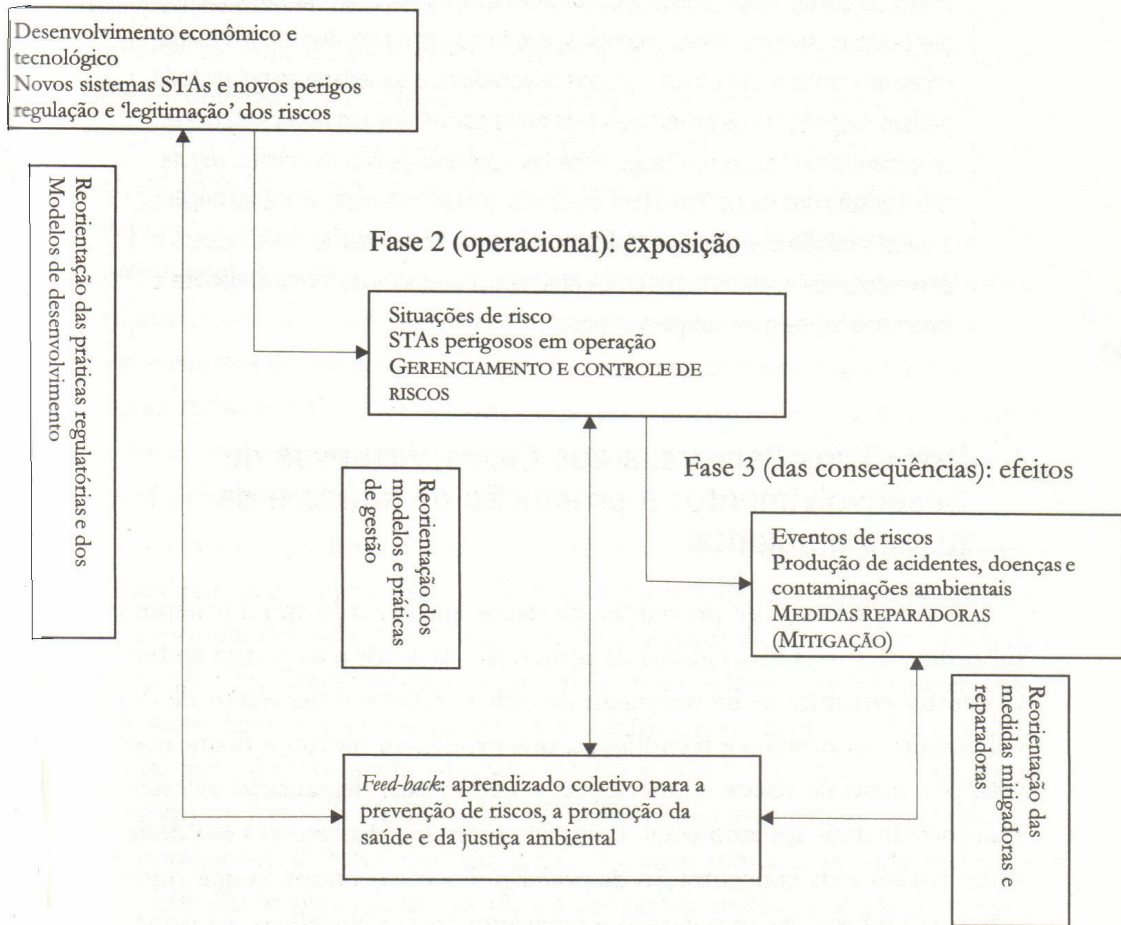 Desenvolvimento econômico e
tecnológico
Novos sistemas STAs e novos perigos
regulação e ‘legitimação’ dos riscos
Reorientação das práticas regulatórias e dos
Modelos de desenvolvimento
Fase 2 (operacional): exposição
Situações de risco
STAs perigosos em operação
GERENCIAMENTO E CONTROLE DE
RISCOS
Reorientação dos
modelos e práticas
de gestão
Fase 3 (das conseqüências): efeitos
Eventos de riscos
Produção de acidentes, doenças e
contaminações ambientais
MEDIDAS REPARADORAS
(MITIGAÇÃO)
Reorientação das
medidas mitigadoras e
reparadoras
Feed-back: aprendizado coletivo para a
prevenção de riscos, a promoção da
saúde e da justiça ambiental